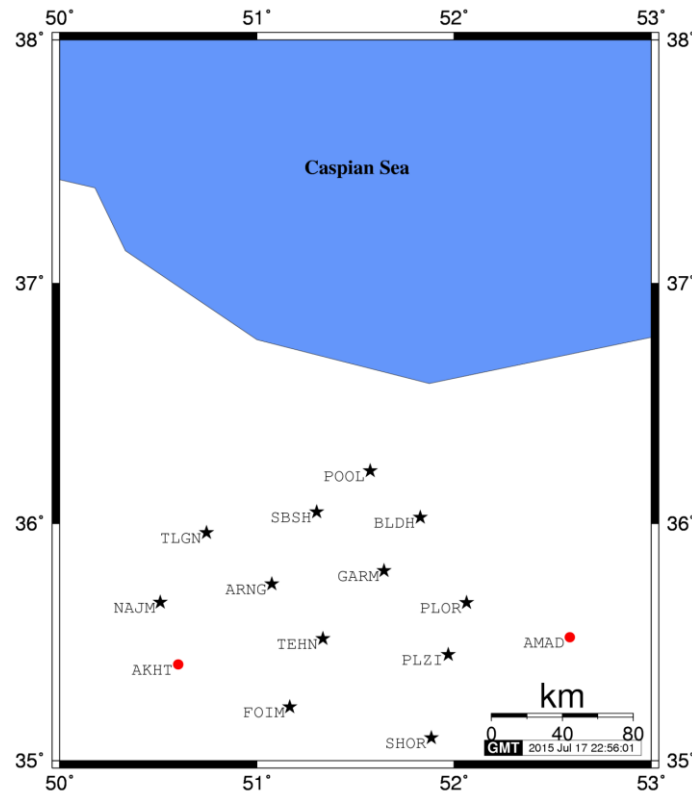 50° 51° 52° 53°
38° 38°
Caspian Sea
37° 37°
POOL
SBSH
BLDH
36° 36°
TLGN
GARM
ARNG
NAJM
PLOR
TEHN
AMAD
PLZI
AKHT
km
FOIM
0 40 80
SHOR
GMT 2015 Jul 17 22:56:01
35° 35°
50° 51° 52° 53°